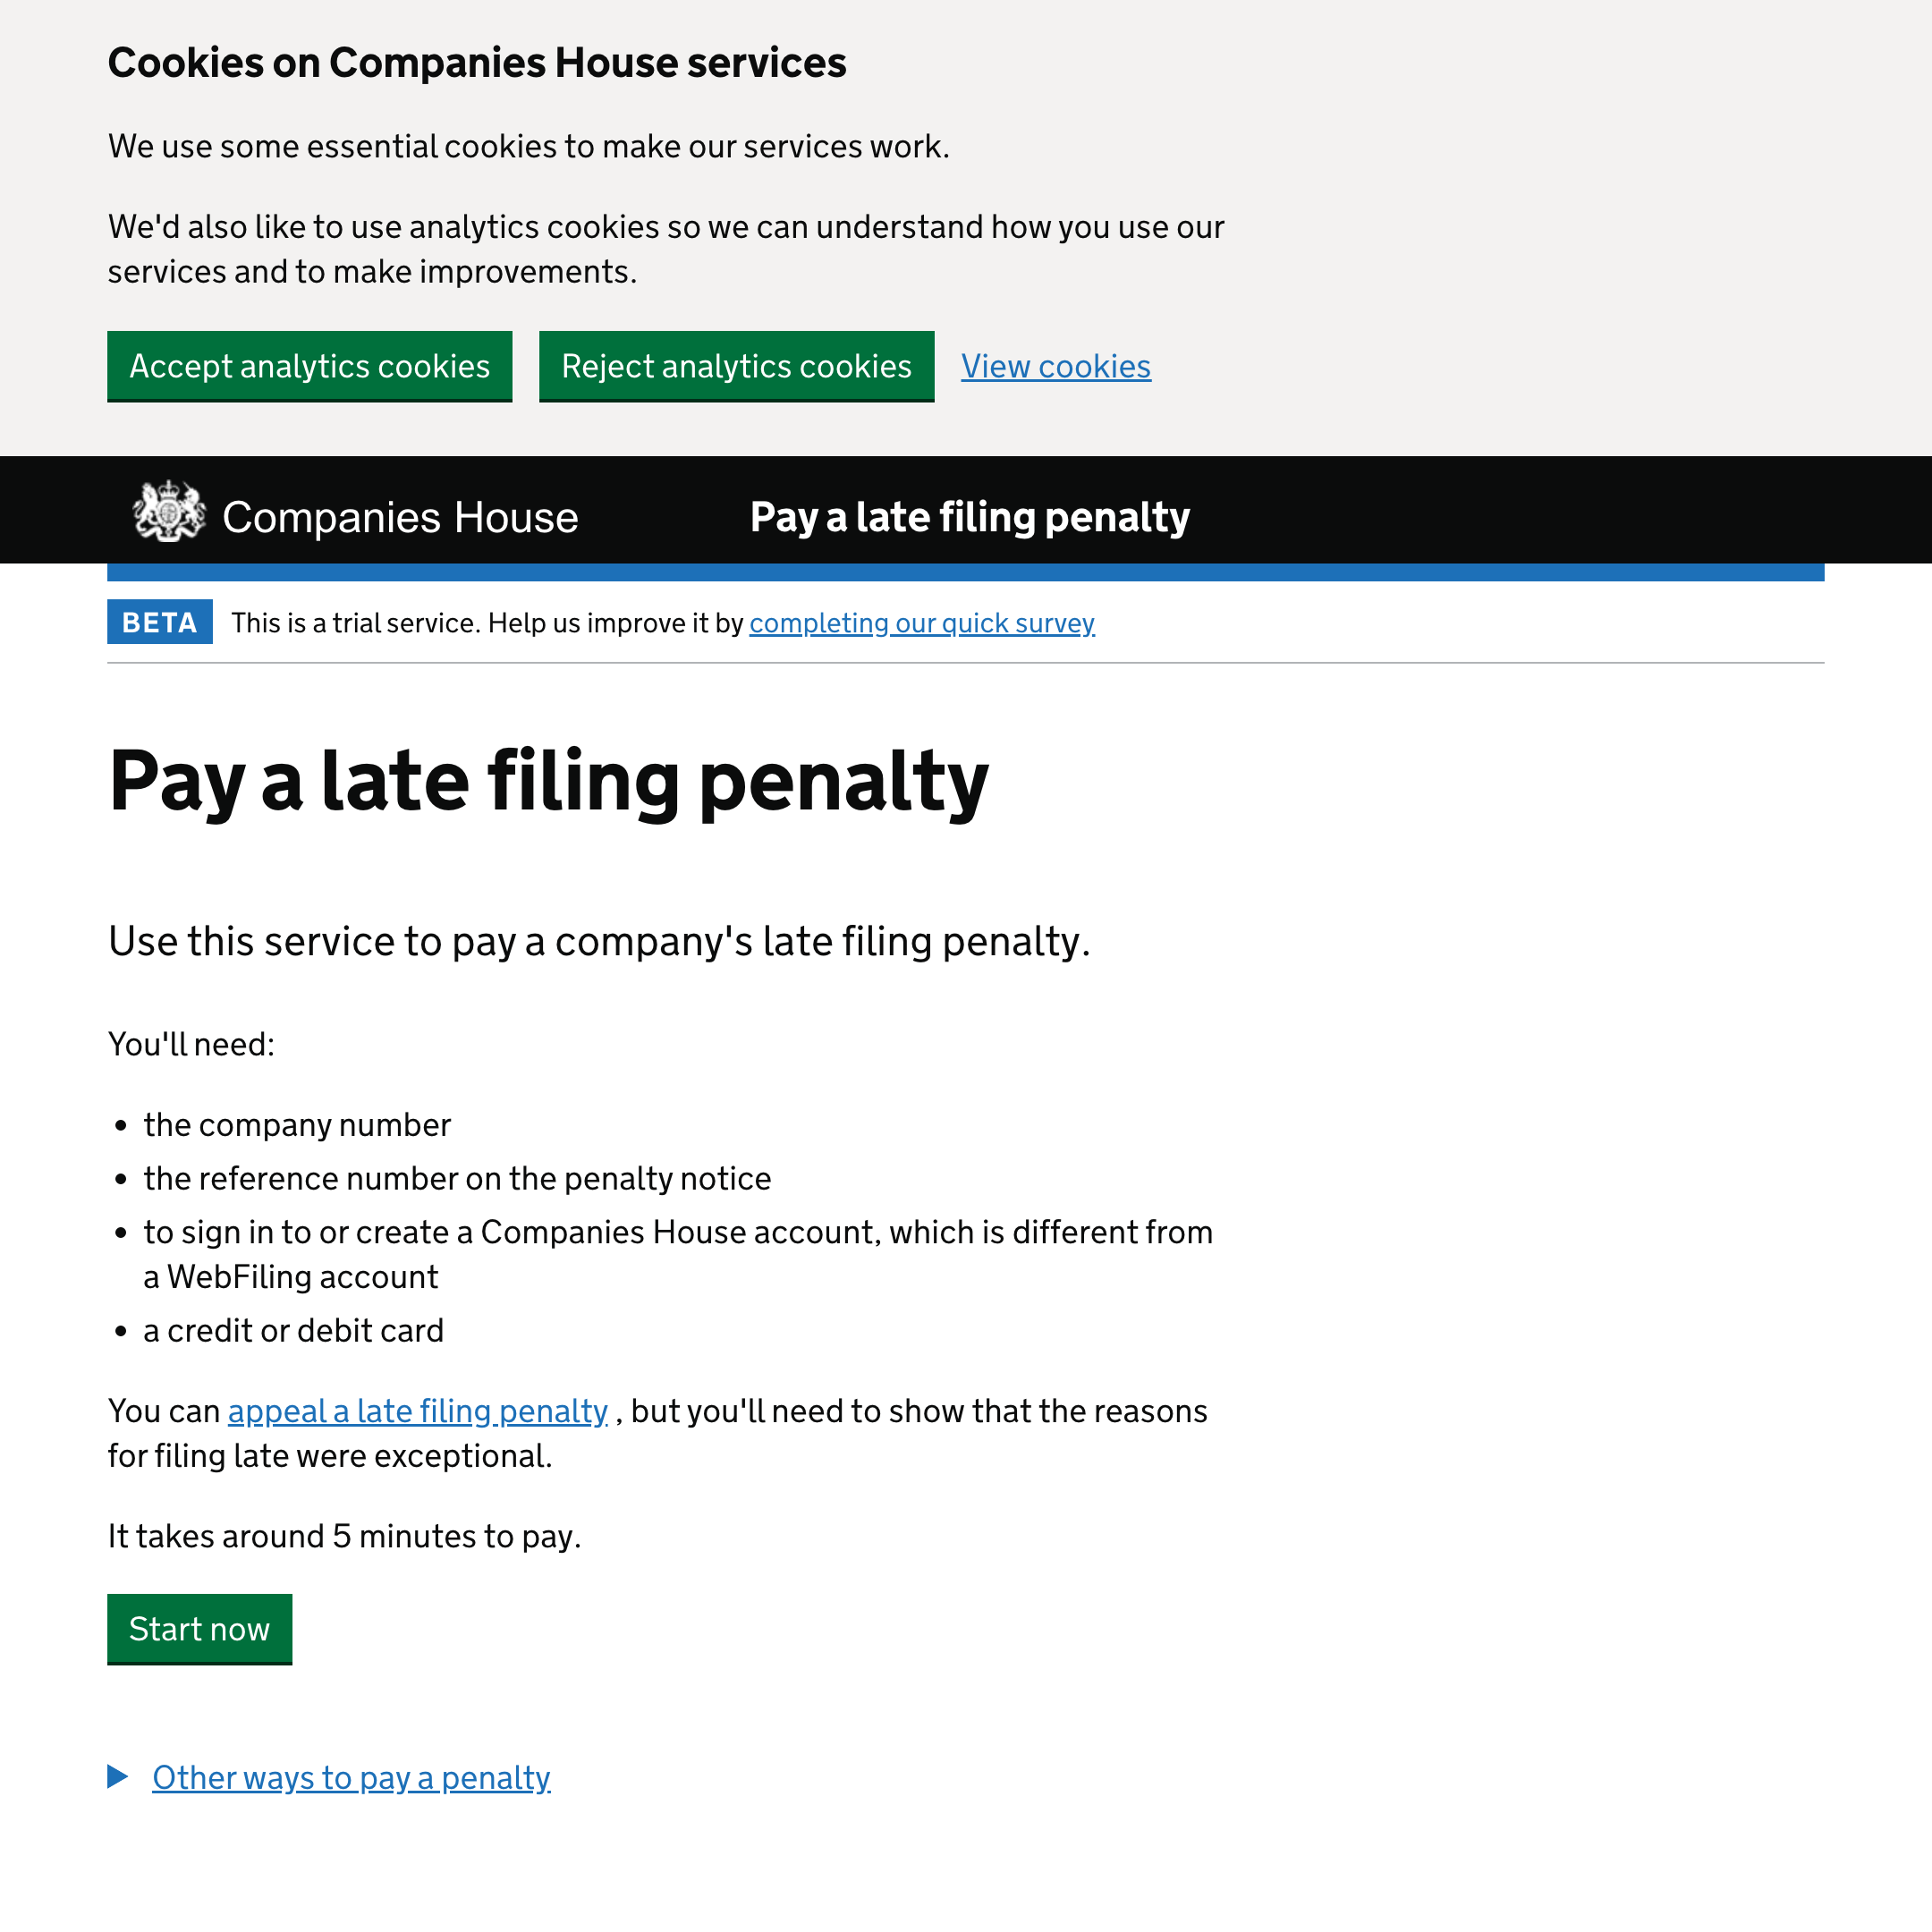 Cookies on Companies House services
We use some essential cookies to make our services work.
We'd also like to use analytics cookies so we can understand how you use our
services and to make improvements.
Accept analytics cookies Reject analytics cookies View cookies
Companies House Pay a late filing penalty
BETA This is a trial service. Help us improve it by completing our quick survey
Pay a late filing penalty
Use this service to pay a company's late filing penalty.
You'll need:
• the company number
• the reference number on the penalty notice
• to sign in to or create a Companies House account, which is different from
a WebFiling account
• a credit or debit card
You can appeal a late filing penalty , but you'll need to show that the reasons
for filing late were exceptional.
It takes around 5 minutes to pay.
Start now
Other ways to pay a penalty